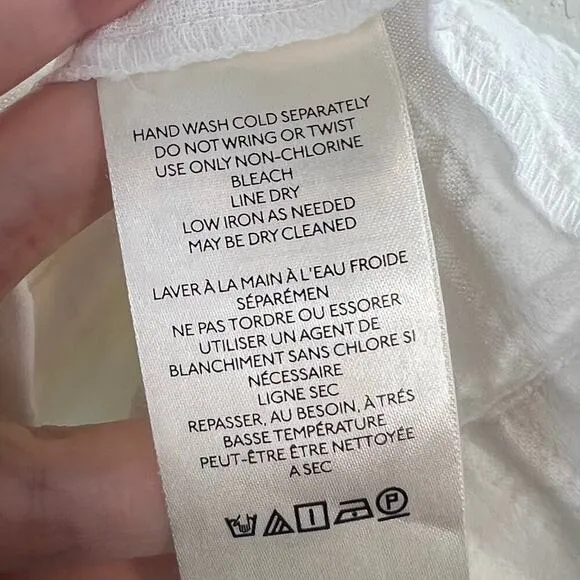 HAND WASH COLD SEPARATELY
DO NOT WRING OR TWIST
USE ONLY NON-CHLORINE
BLEACH
LINE DRY
LOW IRON AS NEEDED
MAY BE DRY CLEANED
LAVER À LA MAIN À L'EAU FROIDE
SÉPARÉMEN
NE PAS TORDRE OU ESSORER
UTILISER UN AGENT DE
BLANCHIMENT SANS CHLORE SI
NÉCESSAIRE
LIGNE SEC
REPASSER, AU BESOIN, À TRÉS
BASSE TEMPÉRATURE
PEUT-ÊTRE ÊTRE NETTOYÉE
A SEC
P